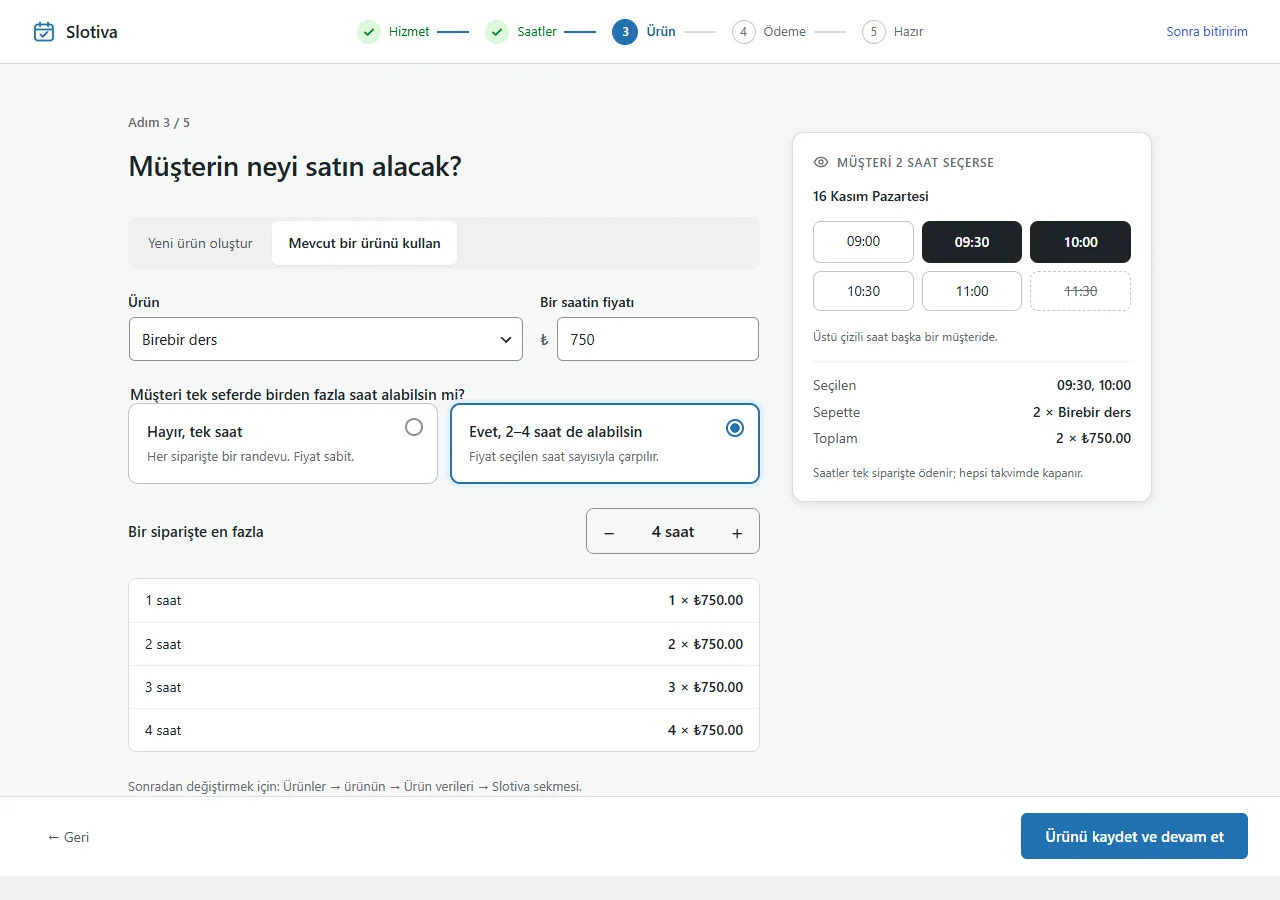 Slotiva
Hizmet
Saatler
3 Ürün
4 Ödeme
5 Hazır
Sonra bitiririm
Adım 3 / 5
Müşterin neyi satın alacak?
Yeni ürün oluştur
Mevcut bir ürünü kullan
Ürün
Bir saatin fiyatı
Birebir ders
₺ 750
Müşteri tek seferde birden fazla saat alabilsin mi?
Hayır, tek saat
Her siparişte bir randevu. Fiyat sabit.
Evet, 2–4 saat de alabilsin
Fiyat seçilen saat sayısıyla çarpılır.
Bir siparişte en fazla
− 4 saat +
1 saat 1 × ₺750.00
2 saat 2 × ₺750.00
3 saat 3 × ₺750.00
4 saat 4 × ₺750.00
Sonradan değiştirmek için: Ürünler → ürünün → Ürün verileri → Slotiva sekmesi.
MÜŞTERİ 2 SAAT SEÇERSE
16 Kasım Pazartesi
09:00 09:30 10:00
10:30 11:00 11:30
Üstü çizili saat başka bir müşteride.
Seçilen 09:30, 10:00
Sepette 2 × Birebir ders
Toplam 2 × ₺750.00
Saatler tek siparişte ödenir; hepsi takvimde kapanır.
← Geri
Ürünü kaydet ve devam et